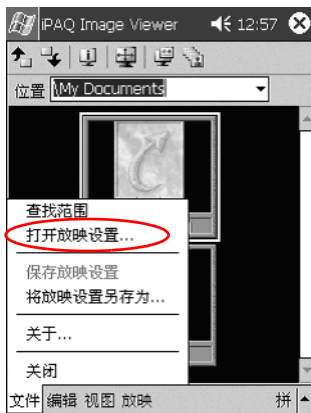 iPAQ Image Viewer 12:57
位置 \My Documents
查找范围
打开放映设置...
保存放映设置
将放映设置另存为...
关于...
关闭
文件 编辑 视图 放映 拼